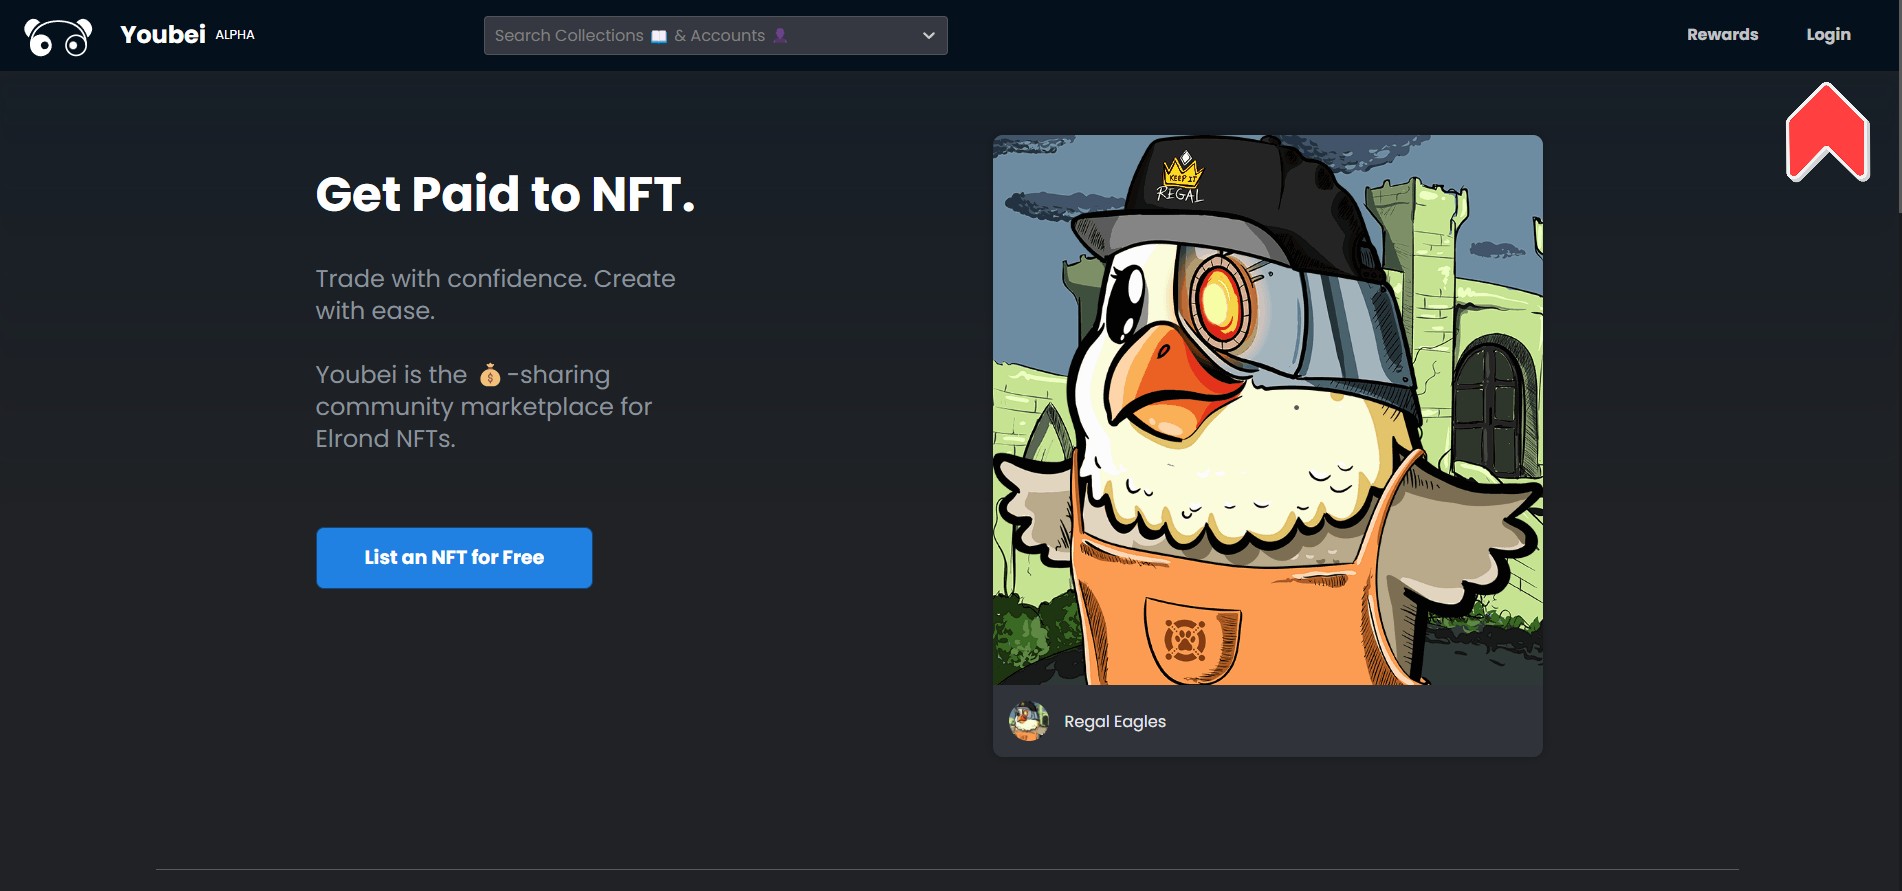 Youbei ALPHA
Search Collections 📖 & Accounts 👤
Rewards
Login
Get Paid to NFT.
Trade with confidence. Create
with ease.
Youbei is the 💰-sharing
community marketplace for
Elrond NFTs.
List an NFT for Free
KEEP IT
REGAL
Regal Eagles